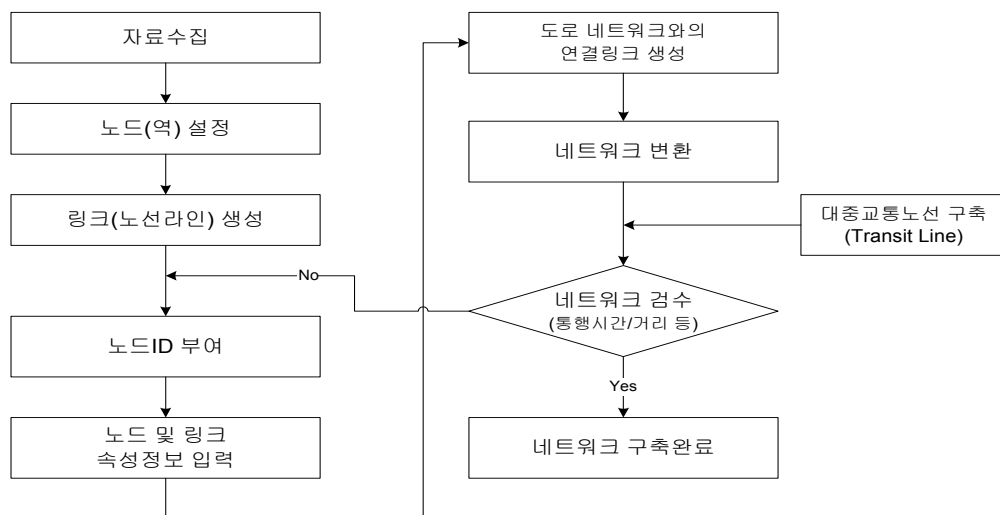 자료수집
노드(역) 설정
링크(노선라인) 생성
No
노드ID 부여
노드 및 링크
속성정보 입력
도로 네트워크와의
연결링크 생성
네트워크 변환
대중교통노선 구축
(Transit Line)
네트워크 검수
(통행시간/거리 등)
Yes
네트워크 구축완료